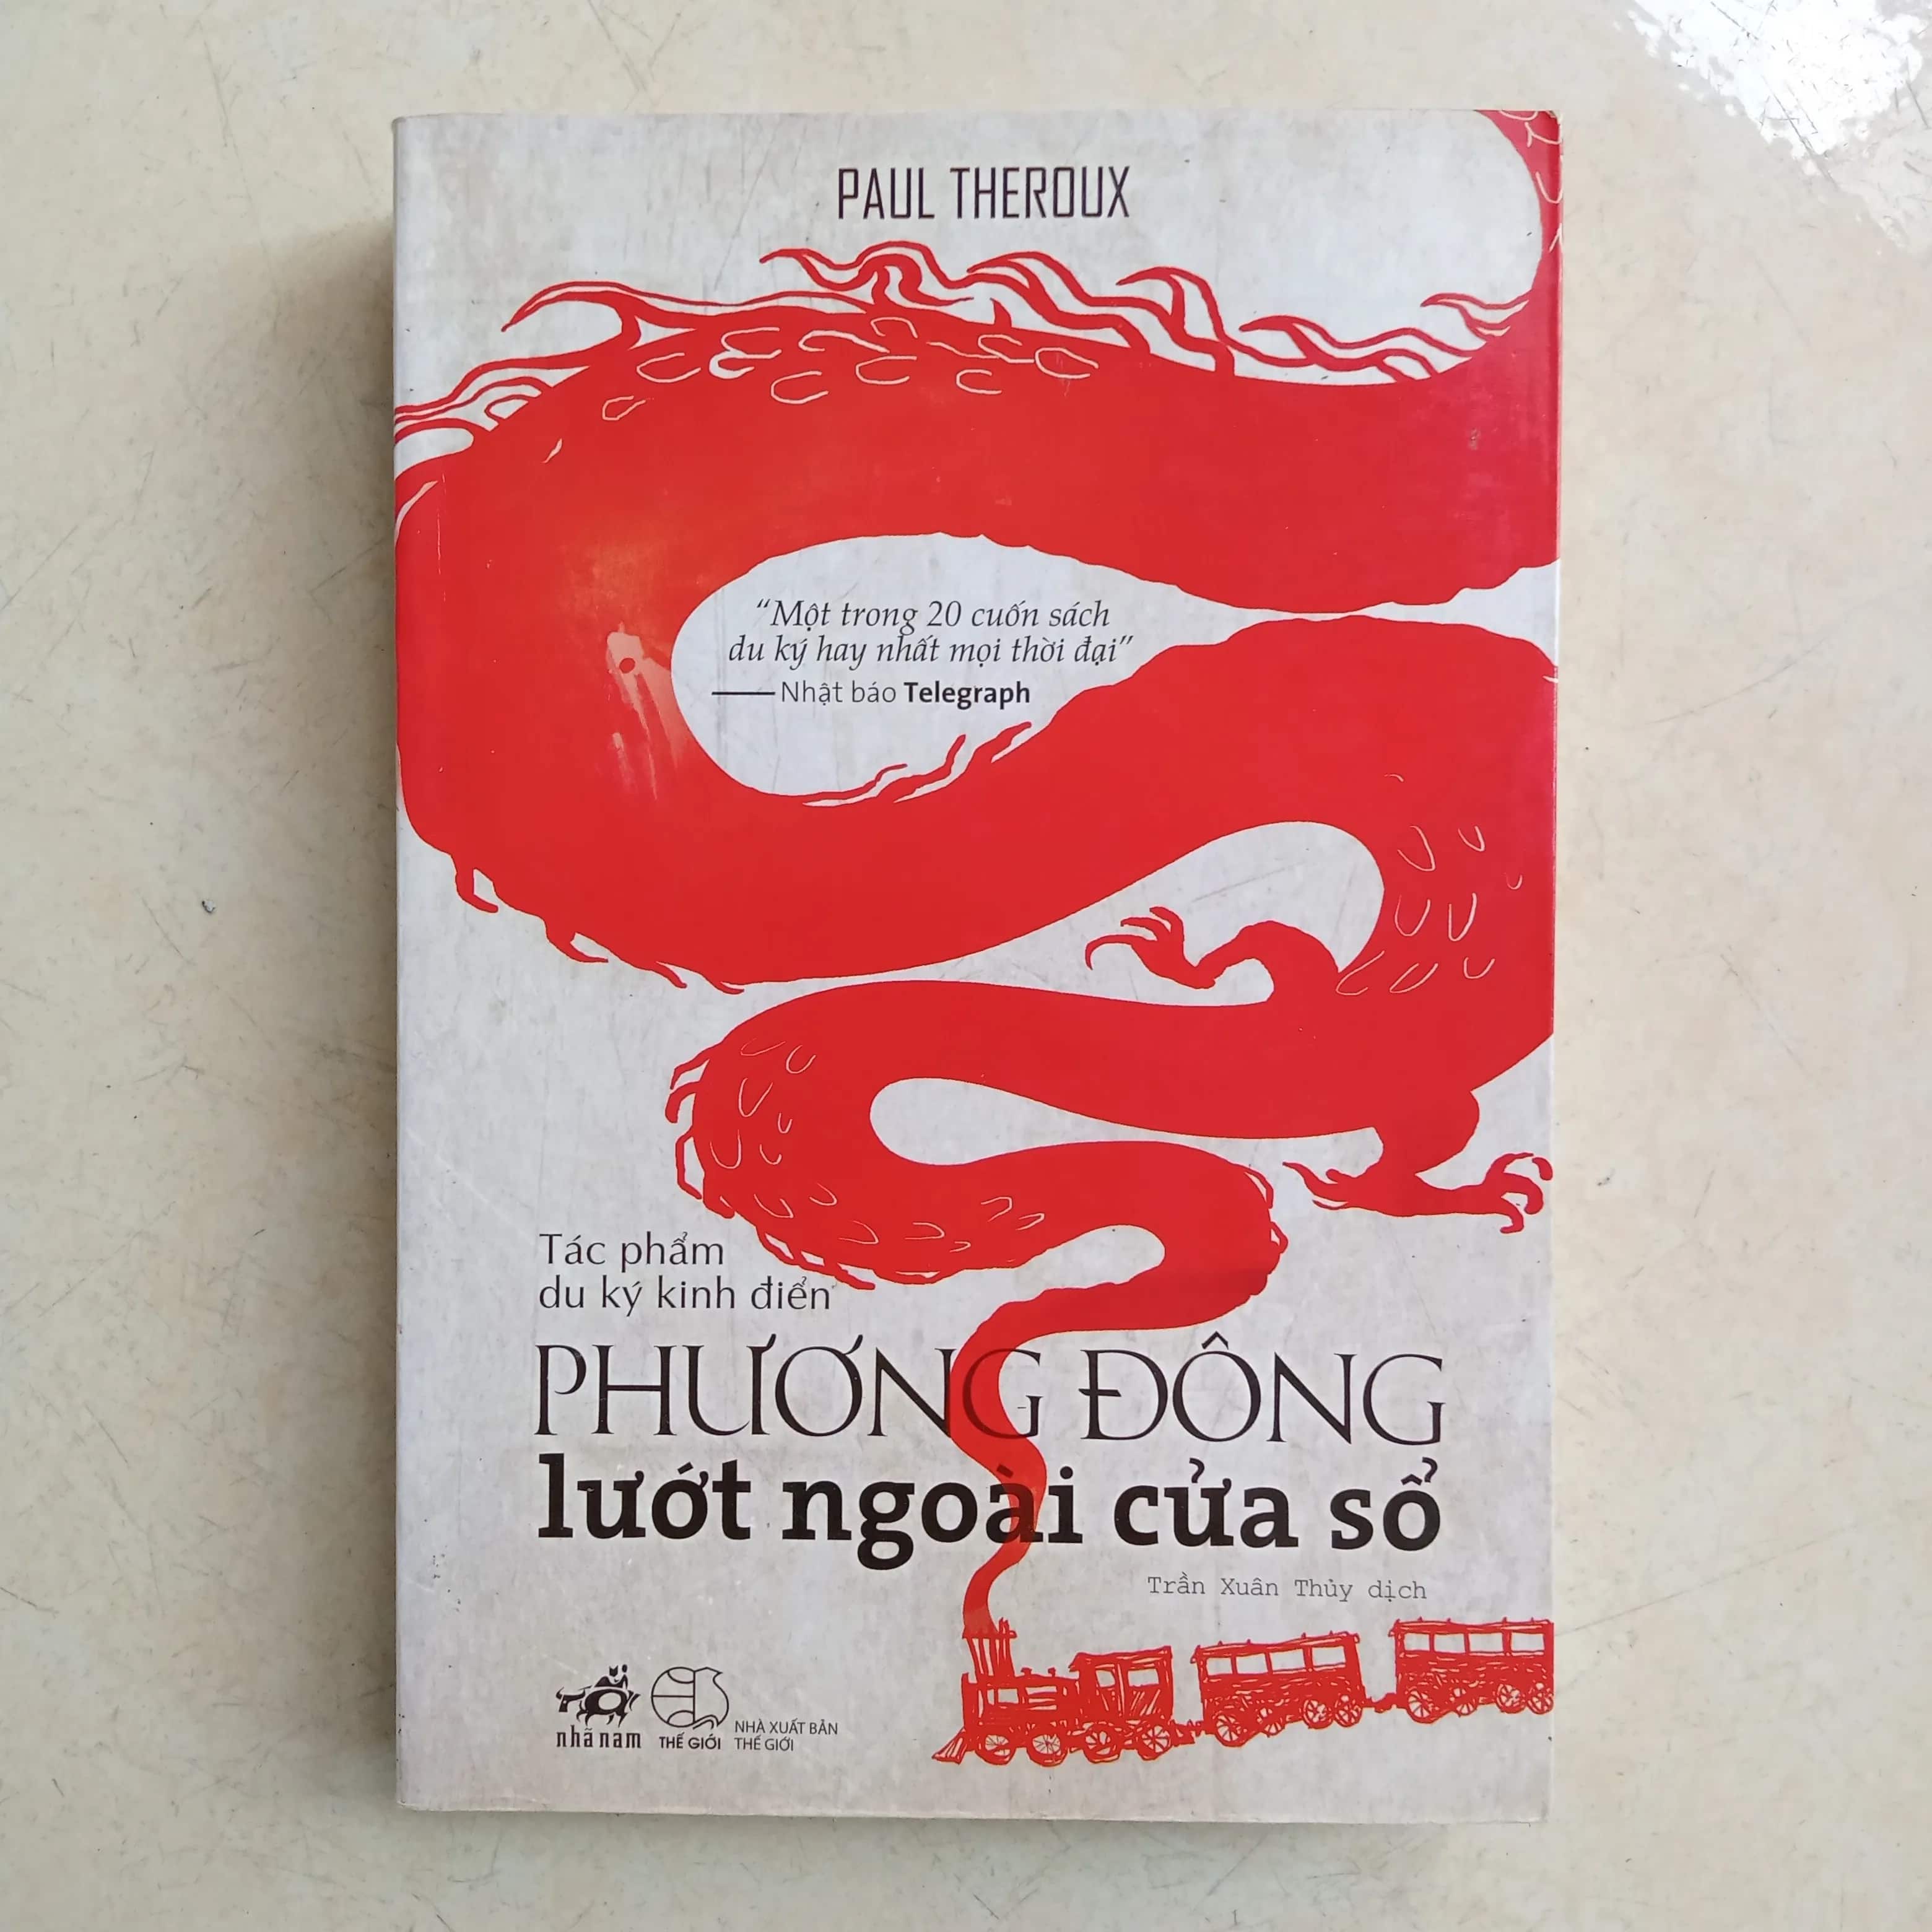 PAUL THEROUX
“Một trong 20 cuốn sách
du ký hay nhất mọi thời đại”
Nhật báo Telegraph
Tác phẩm
du ký kinh điển
PHƯƠNG ĐÔNG
lướt ngoài cửa sổ
Trần Xuân Thủy dịch
nhã nam
THẾ GIỚI
NHÀ XUẤT BẢN
THẾ GIỚI